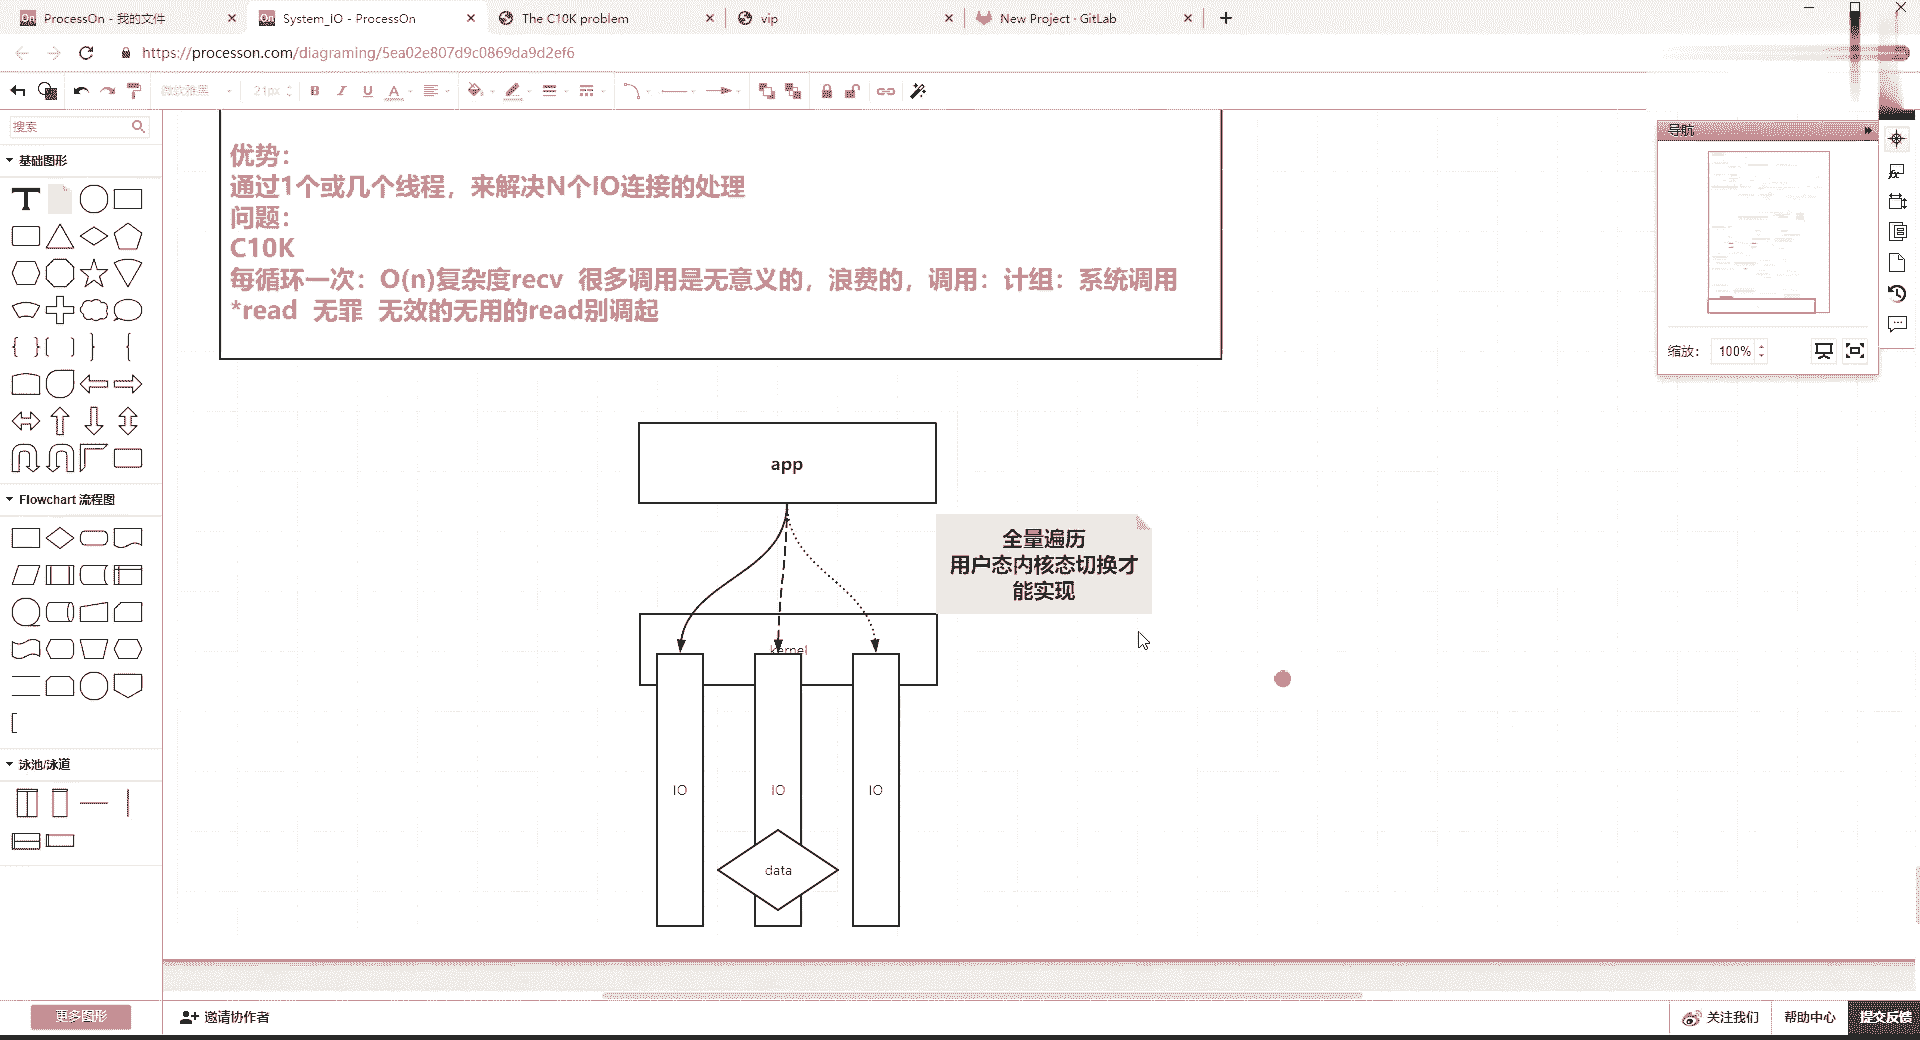 ProcessOn - 我的文件
System_IO - ProcessOn
The C10K problem
vip
New Project · GitLab
https://processon.com/diagraming/5ea02e807d9c0869da9d2ef6
21px
B I U A
搜索
基础图形
Flowchart 流程图
泳池/泳道
更多图形
优势：
通过1个或几个线程，来解决N个IO连接的处理
问题：
C10K
每循环一次：O(n)复杂度recv 很多调用是无意义的，浪费的，调用：计组：系统调用
*read 无罪 无效的无用的read别调起
app
全量遍历
用户态内核态切换才
能实现
kernel
IO
IO
IO
data
导航
缩放：
100%
邀请协作者
关注我们
帮助中心
提交反馈